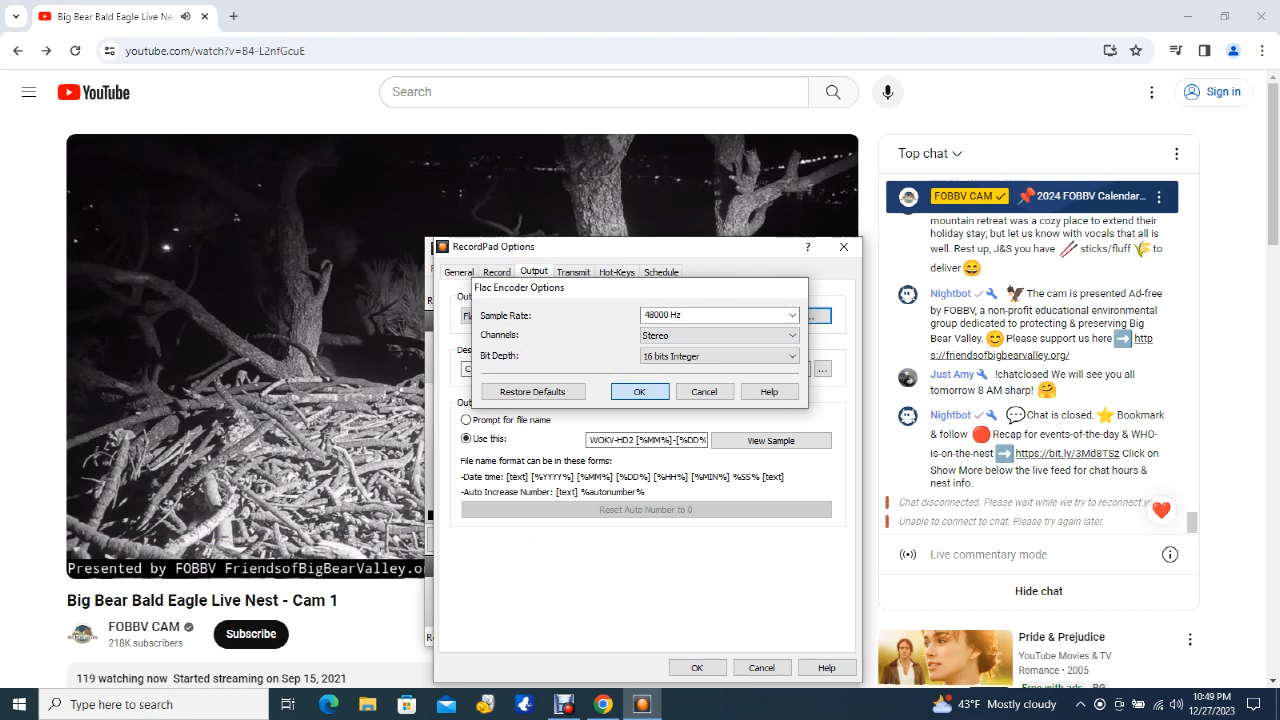 Big Bear Bald Eagle Live Ne
youtube.com/watch?v=B4-L2nfGcuE
YouTube
Search
Sign in
Top chat
FOBBV CAM 📌2024 FOBBV Calendar...
mountain retreat was a cozy place to extend their
holiday stay; but let us know with vocals that all is
well. Rest up, J&S you have 🥢 sticks/fluff 🌾 to
deliver 😄
Nightbot 🦅 The cam is presented Ad-free
by FOBBV, a non-profit educational environmental
group dedicated to protecting & preserving Big
Bear Valley. 😊 Please support us here ➡️ http
s://friendsofbigbearvalley.org/
Just Amy !chatclosed We will see you all
tomorrow 8 AM sharp! 🤗
Nightbot 💬Chat is closed. ⭐ Bookmark
& follow 🔴 Recap for events-of-the-day & WHO-
is-on-the-nest ➡️ https://bit.ly/3Md8TSz Click on
Show More below the live feed for chat hours &
nest info.
Chat disconnected. Please wait while we try to reconnect y
Unable to connect to chat. Please try again later.
Live commentary mode
Hide chat
RecordPad Options
?
General
Record
Output
Transmit
Hot-Keys
Schedule
Flac Encoder Options
Sample Rate:
48000 Hz
Channels:
Stereo
Bit Depth:
16 bits Integer
Restore Defaults
OK
Cancel
Help
Prompt for file name
Use this:
WOKV-HD2 [%MM%]-[%DD%
View Sample
File name format can be in these forms:
-Date time: [text] [%YYYY%] [%MM%] [%DD%] [%HH%] [%MIN%] %SS% [text]
-Auto Increase Number: [text] %autonumber%
Reset Auto Number to 0
OK
Cancel
Help
Presented by FOBBV FriendsofBigBearValley.o
Big Bear Bald Eagle Live Nest - Cam 1
FOBBV CAM
218K subscribers
Subscribe
119 watching now Started streaming on Sep 15, 2021
Pride & Prejudice
YouTube Movies & TV
Romance • 2005
Free with ads
PG
Type here to search
43°F Mostly cloudy
10:49 PM
12/27/2023